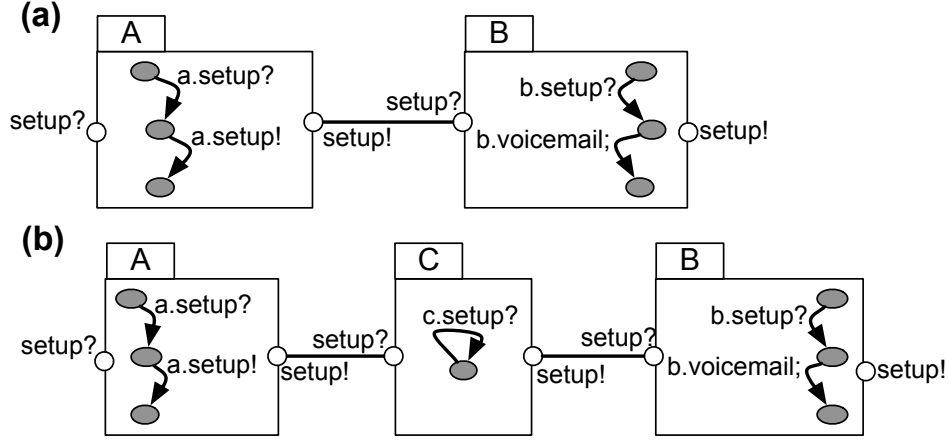 (a)
A
B
a.setup?
b.setup?
setup?
setup?
a.setup!
setup!
b.voicemail;
setup!
(b)
A
C
B
a.setup?
c.setup?
b.setup?
setup?
setup?
setup?
a.setup!
setup!
setup!
b.voicemail;
setup!